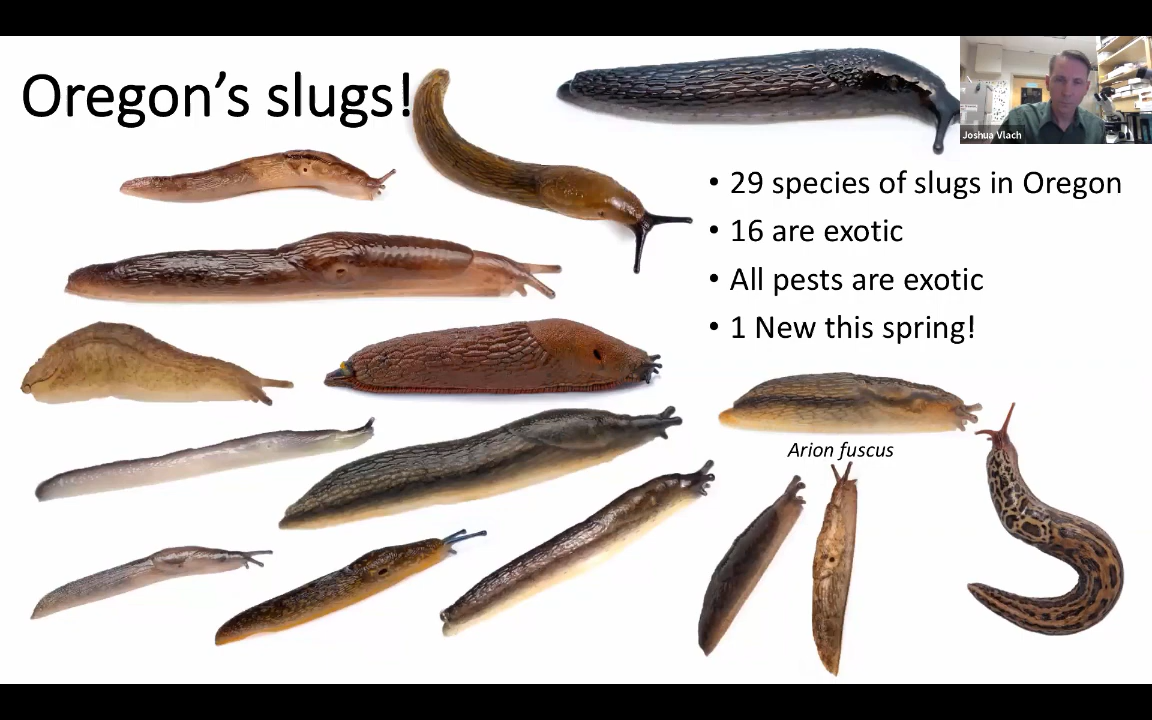 Oregon's slugs!
Joshua Vlach
• 29 species of slugs in Oregon
• 16 are exotic
• All pests are exotic
• 1 New this spring!
Arion fuscus